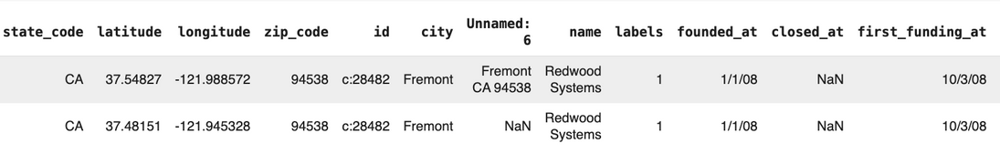 state_code latitude longitude zip_code id city Unnamed: 6 name labels founded_at closed_at first_funding_at
CA 37.54827 -121.988572 94538 c:28482 Fremont Fremont CA 94538 Redwood Systems 1 1/1/08 NaN 10/3/08
CA 37.48151 -121.945328 94538 c:28482 Fremont NaN Redwood Systems 1 1/1/08 NaN 10/3/08